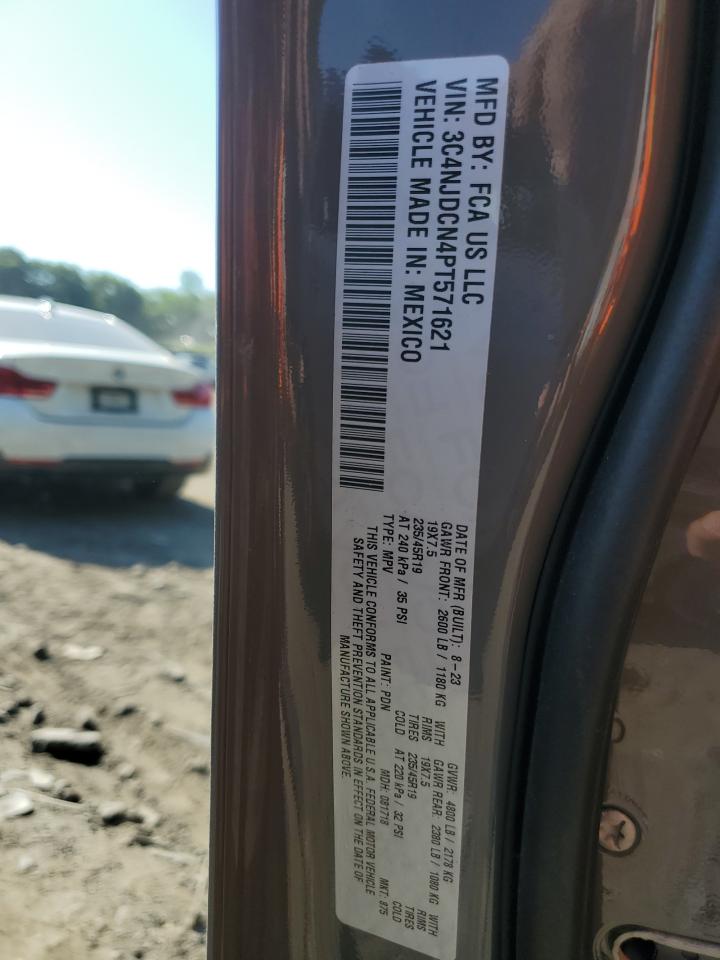 MFD BY: FCA US LLC
VIN: 3C4NJDCN4PT571621
VEHICLE MADE IN: MEXICO
DATE OF MFR (BUILT): 8-23 GVWR: 4800 LB / 2178 KG
GAWR FRONT: 2600 LB / 1180 KG WITH GAWR REAR: 2380 LB / 1080 KG WITH
19X7.5 RIMS 19X7.5 RIMS
235/45R19 TIRES 235/45R19 TIRES
AT 240 kPa / 35 PSI COLD AT 220 kPa / 32 PSI COLD
TYPE: MPV PAINT: PDN MDH: 081718 MKT: 875
THIS VEHICLE CONFORMS TO ALL APPLICABLE U.S.A. FEDERAL MOTOR VEHICLE
SAFETY AND THEFT PREVENTION STANDARDS IN EFFECT ON THE DATE OF
MANUFACTURE SHOWN ABOVE.